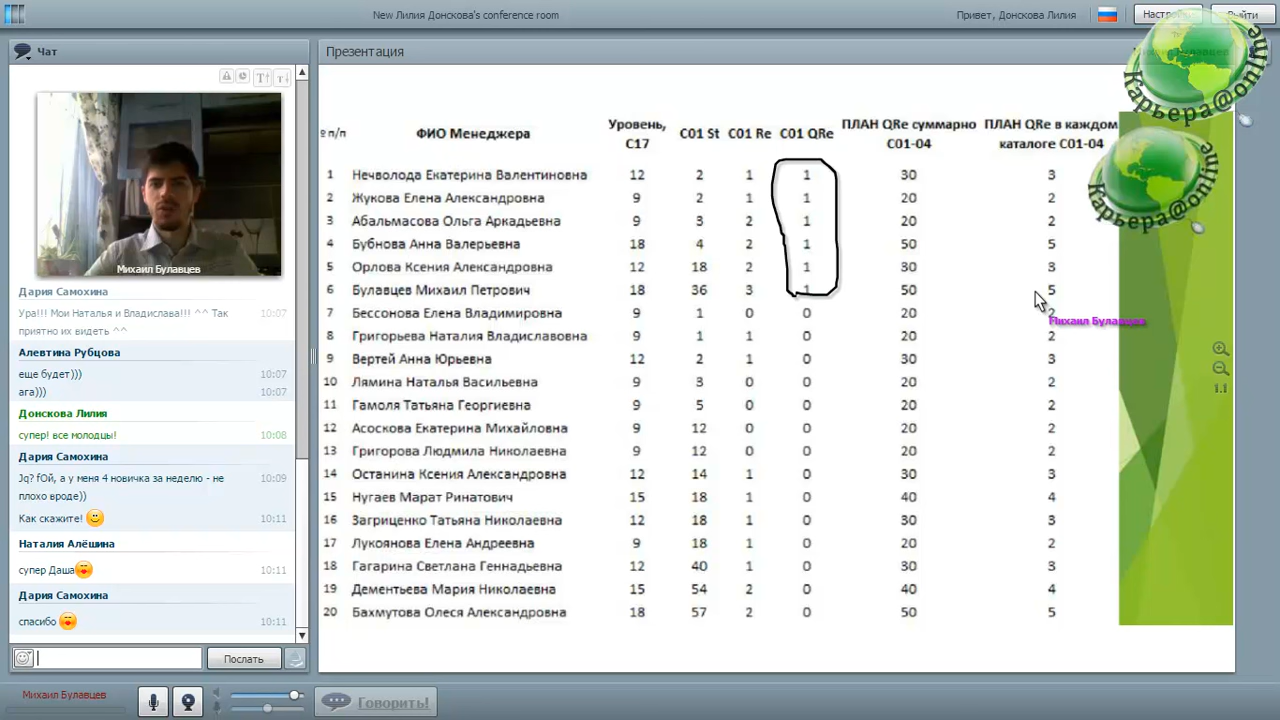 New Лилия Донскова's conference room
Привет, Донскова Лилия
Выйти
Чат
Михаил Булавцев
Дария Самохина
Ура!!! Мои Наталья и Владислава!!! ^^ Так 10:07
приятно их видеть ^^
Алевтина Рубцова
еще будет))) 10:07
ага))) 10:07
Донскова Лилия
супер! все молодцы! 10:08
Дария Самохина
Jq? fОй, а у меня 4 новичка за неделю - не 10:09
плохо вроде))
Как скажите! 10:11
Наталия Алёшина
супер Даша 10:11
Дария Самохина
спасибо 10:11
Послать
Михаил Булавцев
Говорить!
Презентация
Карьера@online
Карьера@online
º п/п ФИО Менеджера Уровень, С17 С01 St С01 Re С01 QRe ПЛАН QRe суммарно С01-04 ПЛАН QRe в каждом каталоге С01-04
1 Нечволода Екатерина Валентиновна 12 2 1 1 30 3
2 Жукова Елена Александровна 9 2 1 1 20 2
3 Абальмасова Ольга Аркадьевна 9 3 2 1 20 2
4 Бубнова Анна Валерьевна 18 4 2 1 50 5
5 Орлова Ксения Александровна 12 18 2 1 30 3
6 Булавцев Михаил Петрович 18 36 3 1 50 5
7 Бессонова Елена Владимировна 9 1 0 0 20 2
Михаил Булавцев
8 Григорьева Наталия Владиславовна 9 1 1 0 20 2
9 Вертей Анна Юрьевна 12 2 1 0 30 3
10 Лямина Наталья Васильевна 9 3 0 0 20 2
11 Гамоля Татьяна Георгиевна 9 5 0 0 20 2
12 Асоскова Екатерина Михайловна 9 12 0 0 20 2
13 Григорова Людмила Николаевна 9 12 0 0 20 2
14 Останина Ксения Александровна 12 14 1 0 30 3
15 Нугаев Марат Ринатович 15 18 1 0 40 4
16 Загриценко Татьяна Николаевна 12 18 1 0 30 3
17 Лукоянова Елена Андреевна 9 18 1 0 20 2
18 Гагарина Светлана Геннадьевна 12 40 1 0 30 3
19 Дементьева Мария Николаевна 15 54 2 0 40 4
20 Бахмутова Олеся Александровна 18 57 2 0 50 5
1:1